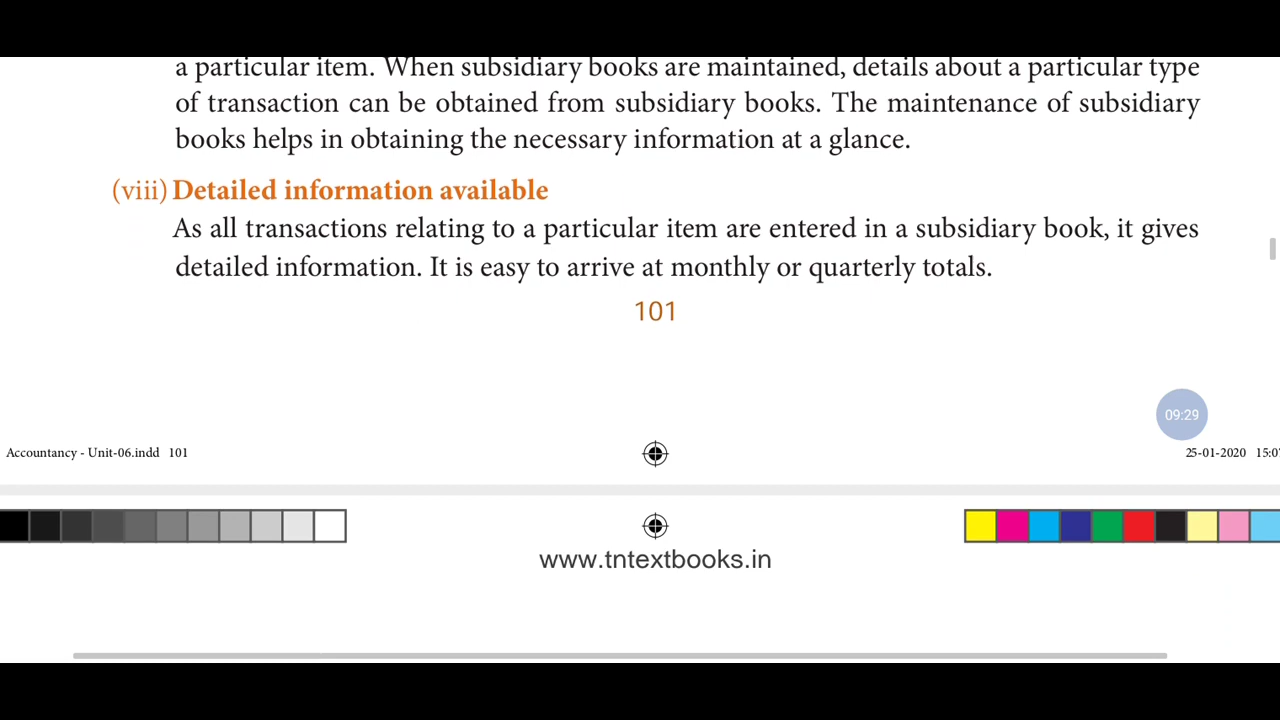 a particular item. When subsidiary books are maintained, details about a particular type
of transaction can be obtained from subsidiary books. The maintenance of subsidiary
books helps in obtaining the necessary information at a glance.
(viii) Detailed information available
As all transactions relating to a particular item are entered in a subsidiary book, it gives
detailed information. It is easy to arrive at monthly or quarterly totals.
101
09:29
Accountancy - Unit-06.indd 101
25-01-2020 15:07
www.tntextbooks.in